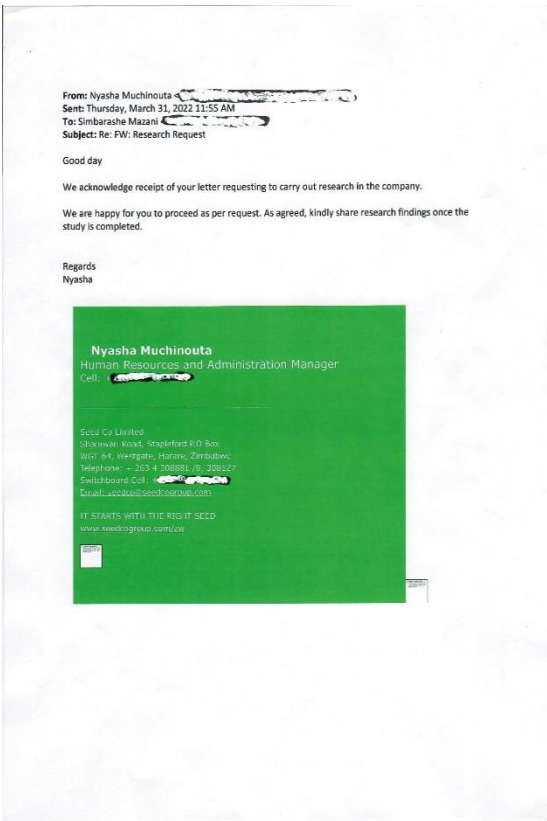 From: Nyasha Muchinouta
Sent: Thursday, March 31, 2022 11:55 AM
To: Simbarashe Mazani
Subject: Re: FW: Research Request
Good day
We acknowledge receipt of your letter requesting to carry out research in the company.
We are happy for you to proceed as per request. As agreed, kindly share research findings once the
study is completed.
Regards
Nyasha
Nyasha Muchinouta
Human Resources and Administration Manager
Cell:
Seed Co Limited
Shamwari Road, Stapleford P.O Box
WGT 64, Westgate, Harare, Zimbabwe
Telephone: + 263 4 308881 /8, 308127
Switchboard Cell:
Email: seedco@seedcogroup.com
IT STARTS WITH THE RIGHT SEED
www.seedcogroup.com/zw